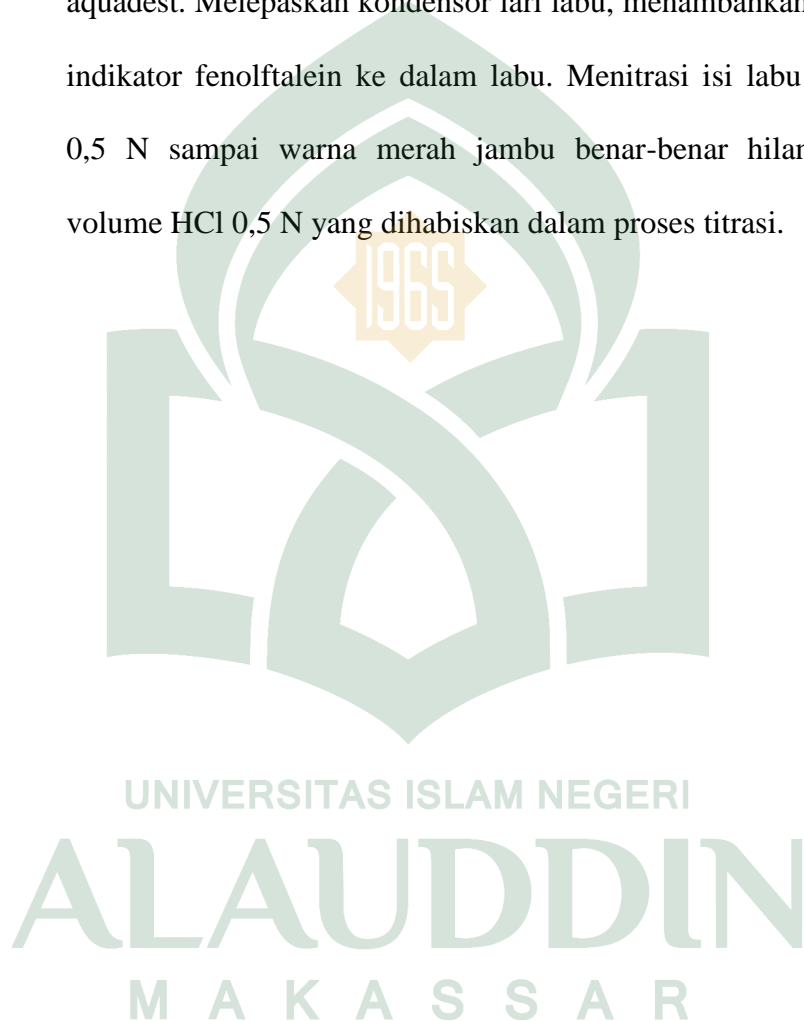 aquadest. Melepaskan kondensor lari labu, menambahkan
indikator fenolftalein ke dalam labu. Menitrasi isi labu
0,5 N sampai warna merah jambu benar-benar hilan
volume HCl 0,5 N yang dihabiskan dalam proses titrasi.
1965
UNIVERSITAS ISLAM NEGERI
ALAUDDIN
MAKASSAR